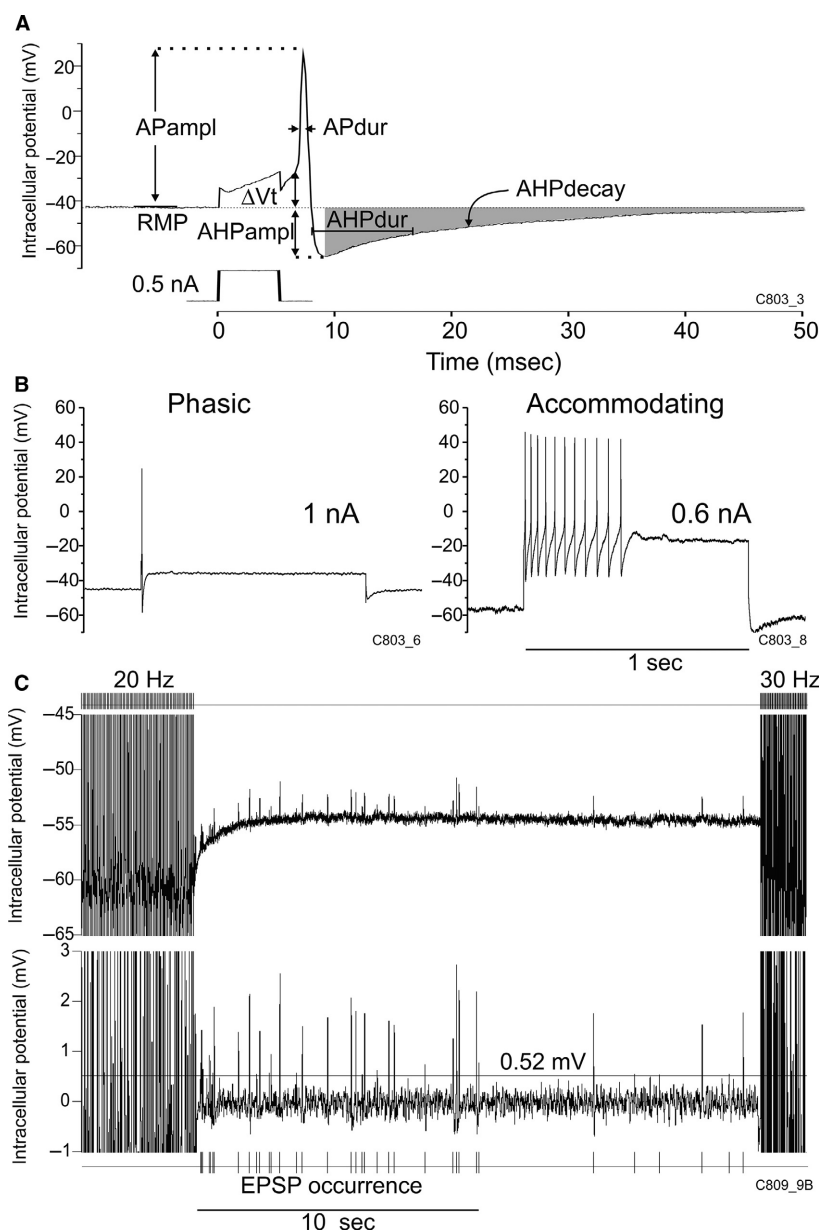 A
Intracellular potential (mV)
20
0
−20
−40
−60
APampl
APdur
ΔVt
RMP
AHPampl
AHPdur
AHPdecay
0.5 nA
C803_3
0 10 20 30 40 50
Time (msec)
B
Phasic
Intracellular potential (mV)
60
40
20
0
−20
−40
−60
1 nA
C803_6
Accommodating
60
40
20
0
−20
−40
−60
0.6 nA
C803_8
1 sec
C
20 Hz
30 Hz
Intracellular potential (mV)
−45
−50
−55
−60
−65
Intracellular potential (mV)
3
2
1
0
−1
0.52 mV
EPSP occurrence
C809_9B
10 sec